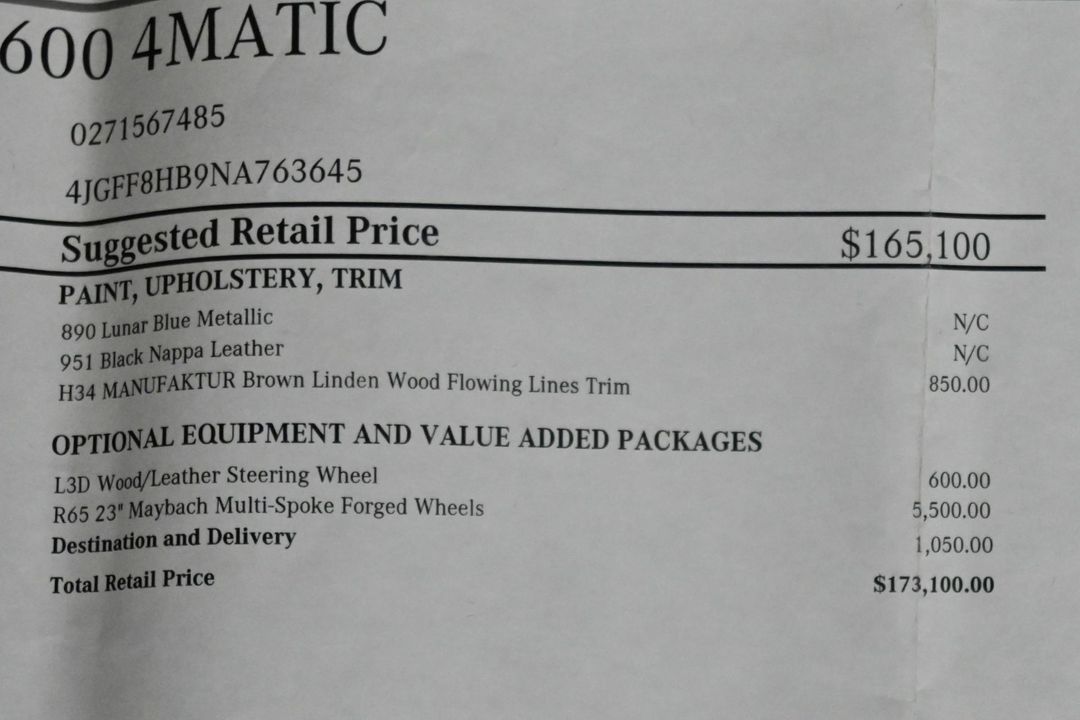 600 4MATIC
0271567485
4JGFF8HB9NA763645
Suggested Retail Price $165,100
PAINT, UPHOLSTERY, TRIM
890 Lunar Blue Metallic N/C
951 Black Nappa Leather N/C
H34 MANUFAKTUR Brown Linden Wood Flowing Lines Trim 850.00
OPTIONAL EQUIPMENT AND VALUE ADDED PACKAGES
L3D Wood/Leather Steering Wheel 600.00
R65 23" Maybach Multi-Spoke Forged Wheels 5,500.00
Destination and Delivery 1,050.00
Total Retail Price $173,100.00